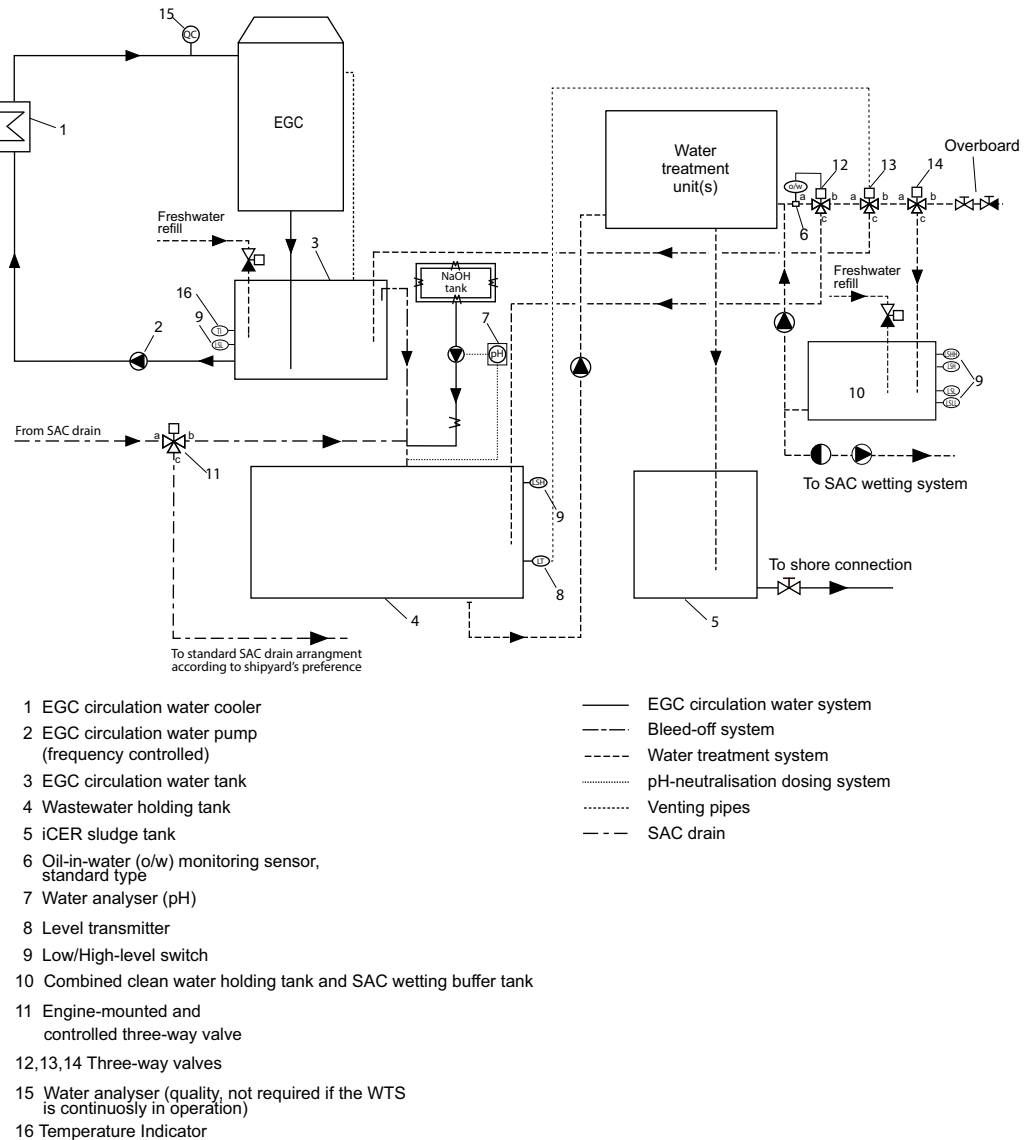 15
QC
1
EGC
Water
treatment
unit(s)
Overboard
12
13
14
o/w
a
b
c
a
b
c
a
b
c
6
Freshwater
refill
3
NaOH
tank
16
9
TI
LSL
2
7
pH
Freshwater
refill
10
LSHH
LSH
LSL
LSLL
9
From SAC drain
a
b
c
11
To SAC wetting system
LSH
9
LT
8
To shore connection
4
5
To standard SAC drain arrangment
according to shipyard's preference
1 EGC circulation water cooler
2 EGC circulation water pump
(frequency controlled)
3 EGC circulation water tank
4 Wastewater holding tank
5 iCER sludge tank
6 Oil-in-water (o/w) monitoring sensor,
standard type
7 Water analyser (pH)
8 Level transmitter
9 Low/High-level switch
10 Combined clean water holding tank and SAC wetting buffer tank
11 Engine-mounted and
controlled three-way valve
12,13,14 Three-way valves
15 Water analyser (quality, not required if the WTS
is continuosly in operation)
16 Temperature Indicator
EGC circulation water system
Bleed-off system
Water treatment system
pH-neutralisation dosing system
Venting pipes
SAC drain